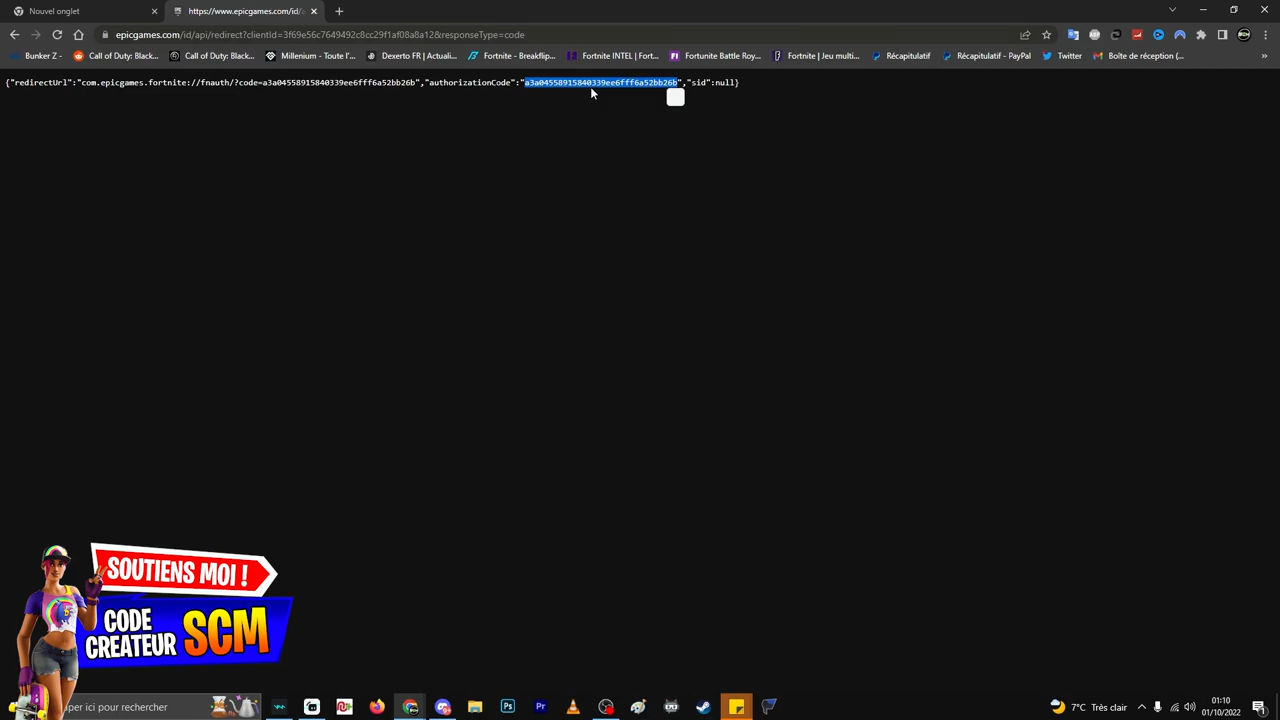 Nouvel onglet
https://www.epicgames.com/id/a
epicgames.com/id/api/redirect?clientId=3f69e56c7649492c8cc29f1af08a8a12&responseType=code
Bunker Z -
Call of Duty: Black...
Call of Duty: Black...
Millenium - Toute l'i...
Dexerto FR | Actuali...
Fortnite - Breakflip...
Fortnite INTEL | Fort...
Fortunite Battle Roy...
Fortnite | Jeu multi...
Récapitulatif
Récapitulatif - PayPal
Twitter
Boîte de réception (...
{"redirectUrl":"com.epicgames.fortnite://fnauth/?code=a3a04558915840339ee6fff6a52bb26b","authorizationCode":"a3a04558915840339ee6fff6a52bb26b","sid":null}
SOUTIENS MOI !
CODE
CREATEUR
SCM
per ici pour rechercher
7°C Très clair
01:10
01/10/2022